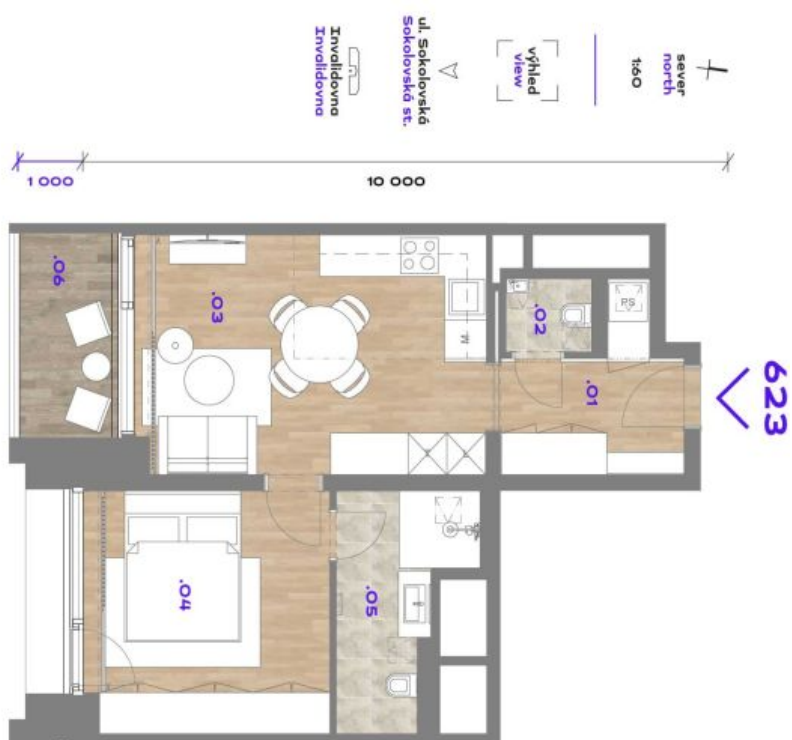 sever
north
1:60
výhled
view
ul. Sokolovská
Sokolovská st.
Invalidovna
Invalidovna
1 000
10 000
623
.01
.02
.03
.04
.05
.06
PS
M